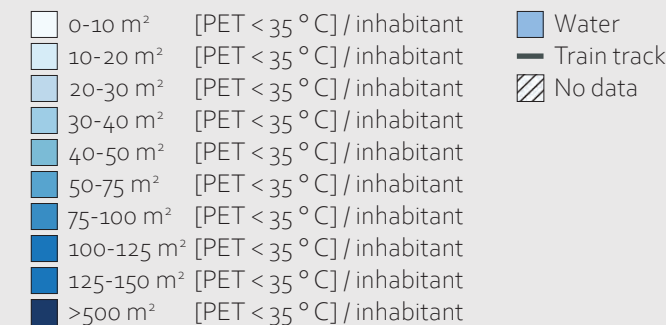 0-10 m² [PET < 35 ° C] / inhabitant
10-20 m² [PET < 35 ° C] / inhabitant
20-30 m² [PET < 35 ° C] / inhabitant
30-40 m² [PET < 35 ° C] / inhabitant
40-50 m² [PET < 35 ° C] / inhabitant
50-75 m² [PET < 35 ° C] / inhabitant
75-100 m² [PET < 35 ° C] / inhabitant
100-125 m² [PET < 35 ° C] / inhabitant
125-150 m² [PET < 35 ° C] / inhabitant
>500 m² [PET < 35 ° C] / inhabitant
Water
Train track
No data